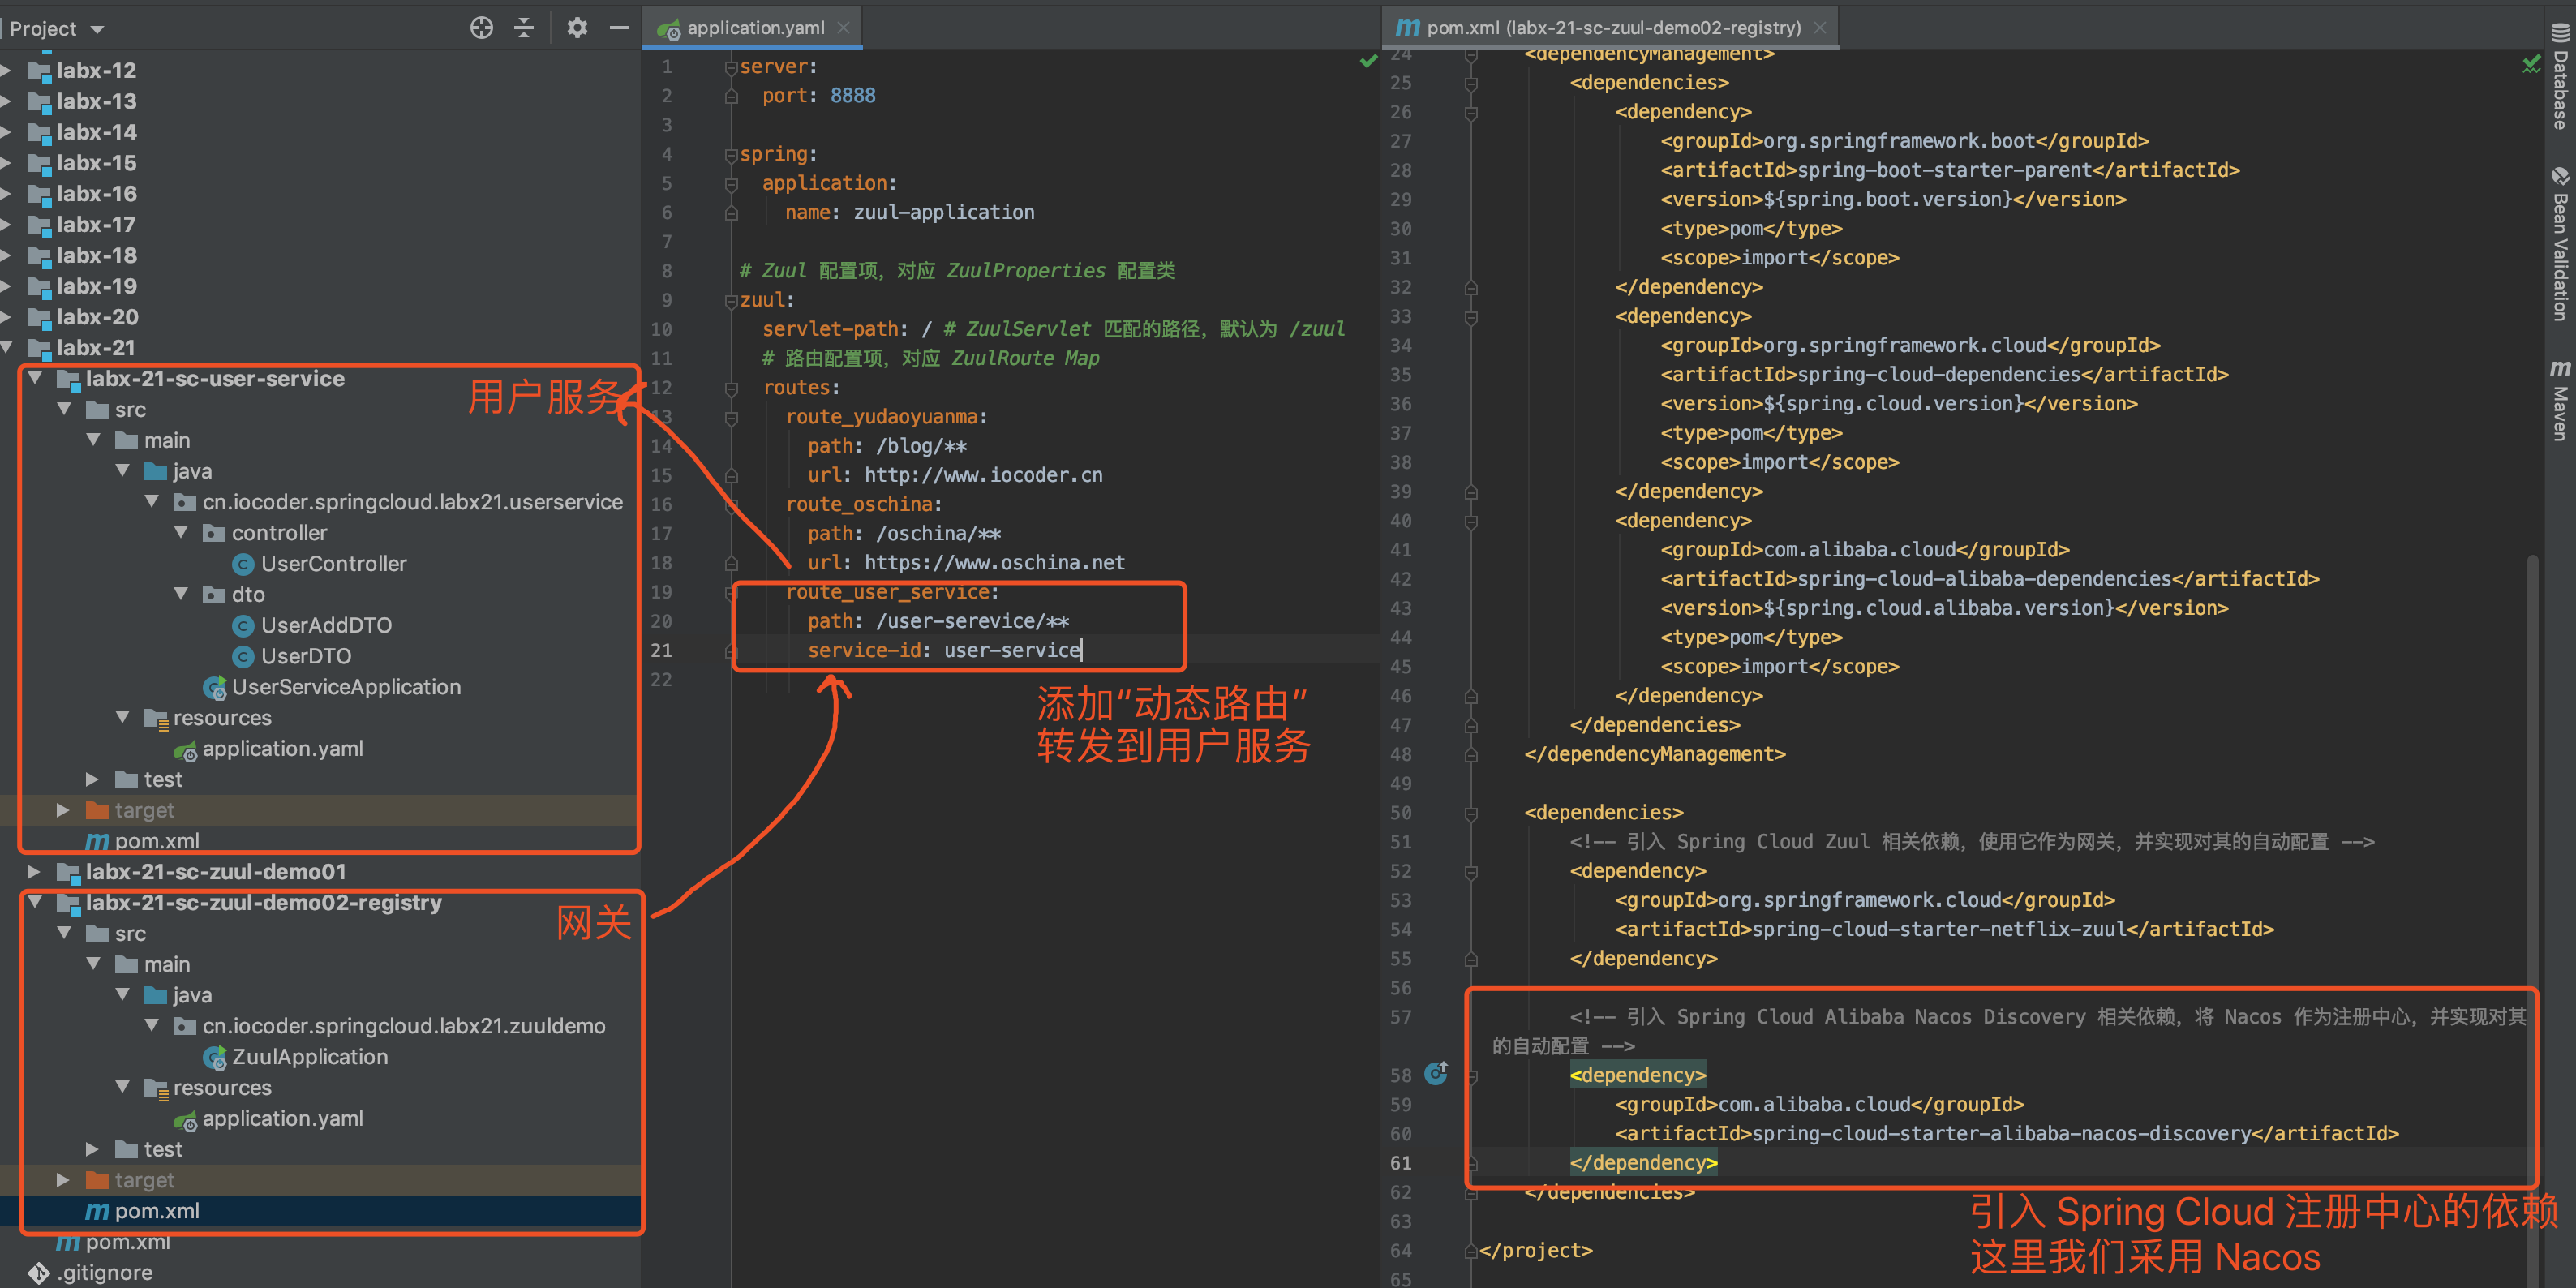 Project
labx-12
labx-13
labx-14
labx-15
labx-16
labx-17
labx-18
labx-19
labx-20
labx-21
labx-21-sc-user-service
用户服务
src
main
java
cn.iocoder.springcloud.labx21.userservice
controller
UserController
dto
UserAddDTO
UserDTO
UserServiceApplication
resources
application.yaml
test
target
pom.xml
labx-21-sc-zuul-demo01
labx-21-sc-zuul-demo02-registry
网关
src
main
java
cn.iocoder.springcloud.labx21.zuuldemo
ZuulApplication
resources
application.yaml
test
target
pom.xml
pom.xml
.gitignore
application.yaml
1 server:
2 port: 8888
3
4 spring:
5 application:
6 name: zuul-application
7
8 # Zuul 配置项，对应 ZuulProperties 配置类
9 zuul:
10 servlet-path: / # ZuulServlet 匹配的路径，默认为 /zuul
11 # 路由配置项，对应 ZuulRoute Map
12 routes:
13 route_yudaoyuanma:
14 path: /blog/**
15 url: http://www.iocoder.cn
16 route_oschina:
17 path: /oschina/**
18 url: https://www.oschina.net
19 route_user_service:
20 path: /user-serevice/**
21 service-id: user-service
22
添加“动态路由”
转发到用户服务
pom.xml (labx-21-sc-zuul-demo02-registry)
24 <dependencyManagement>
25 <dependencies>
26 <dependency>
27 <groupId>org.springframework.boot</groupId>
28 <artifactId>spring-boot-starter-parent</artifactId>
29 <version>${spring.boot.version}</version>
30 <type>pom</type>
31 <scope>import</scope>
32 </dependency>
33 <dependency>
34 <groupId>org.springframework.cloud</groupId>
35 <artifactId>spring-cloud-dependencies</artifactId>
36 <version>${spring.cloud.version}</version>
37 <type>pom</type>
38 <scope>import</scope>
39 </dependency>
40 <dependency>
41 <groupId>com.alibaba.cloud</groupId>
42 <artifactId>spring-cloud-alibaba-dependencies</artifactId>
43 <version>${spring.cloud.alibaba.version}</version>
44 <type>pom</type>
45 <scope>import</scope>
46 </dependency>
47 </dependencies>
48 </dependencyManagement>
49
50 <dependencies>
51 <!-- 引入 Spring Cloud Zuul 相关依赖，使用它作为网关，并实现对其的自动配置 -->
52 <dependency>
53 <groupId>org.springframework.cloud</groupId>
54 <artifactId>spring-cloud-starter-netflix-zuul</artifactId>
55 </dependency>
56
57 <!-- 引入 Spring Cloud Alibaba Nacos Discovery 相关依赖，将 Nacos 作为注册中心，并实现对其
的自动配置 -->
58 <dependency>
59 <groupId>com.alibaba.cloud</groupId>
60 <artifactId>spring-cloud-starter-alibaba-nacos-discovery</artifactId>
61 </dependency>
62 </dependencies>
63
64 </project>
65
引入 Spring Cloud 注册中心的依赖
这里我们采用 Nacos
Database
Bean Validation
Maven